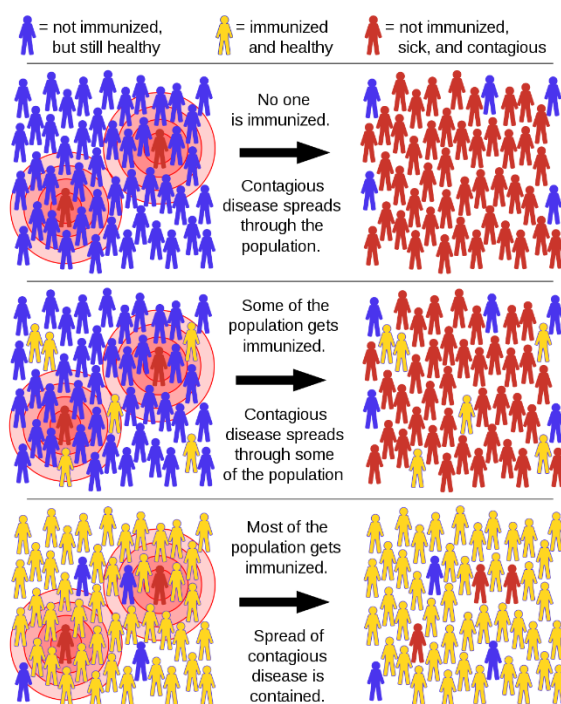 = not immunized,
but still healthy
= immunized
and healthy
= not immunized,
sick, and contagious
No one
is immunized.
Contagious
disease spreads
through the
population.
Some of the
population gets
immunized.
Contagious
disease spreads
through some
of the population
Most of the
population gets
immunized.
Spread of
contagious
disease is
contained.